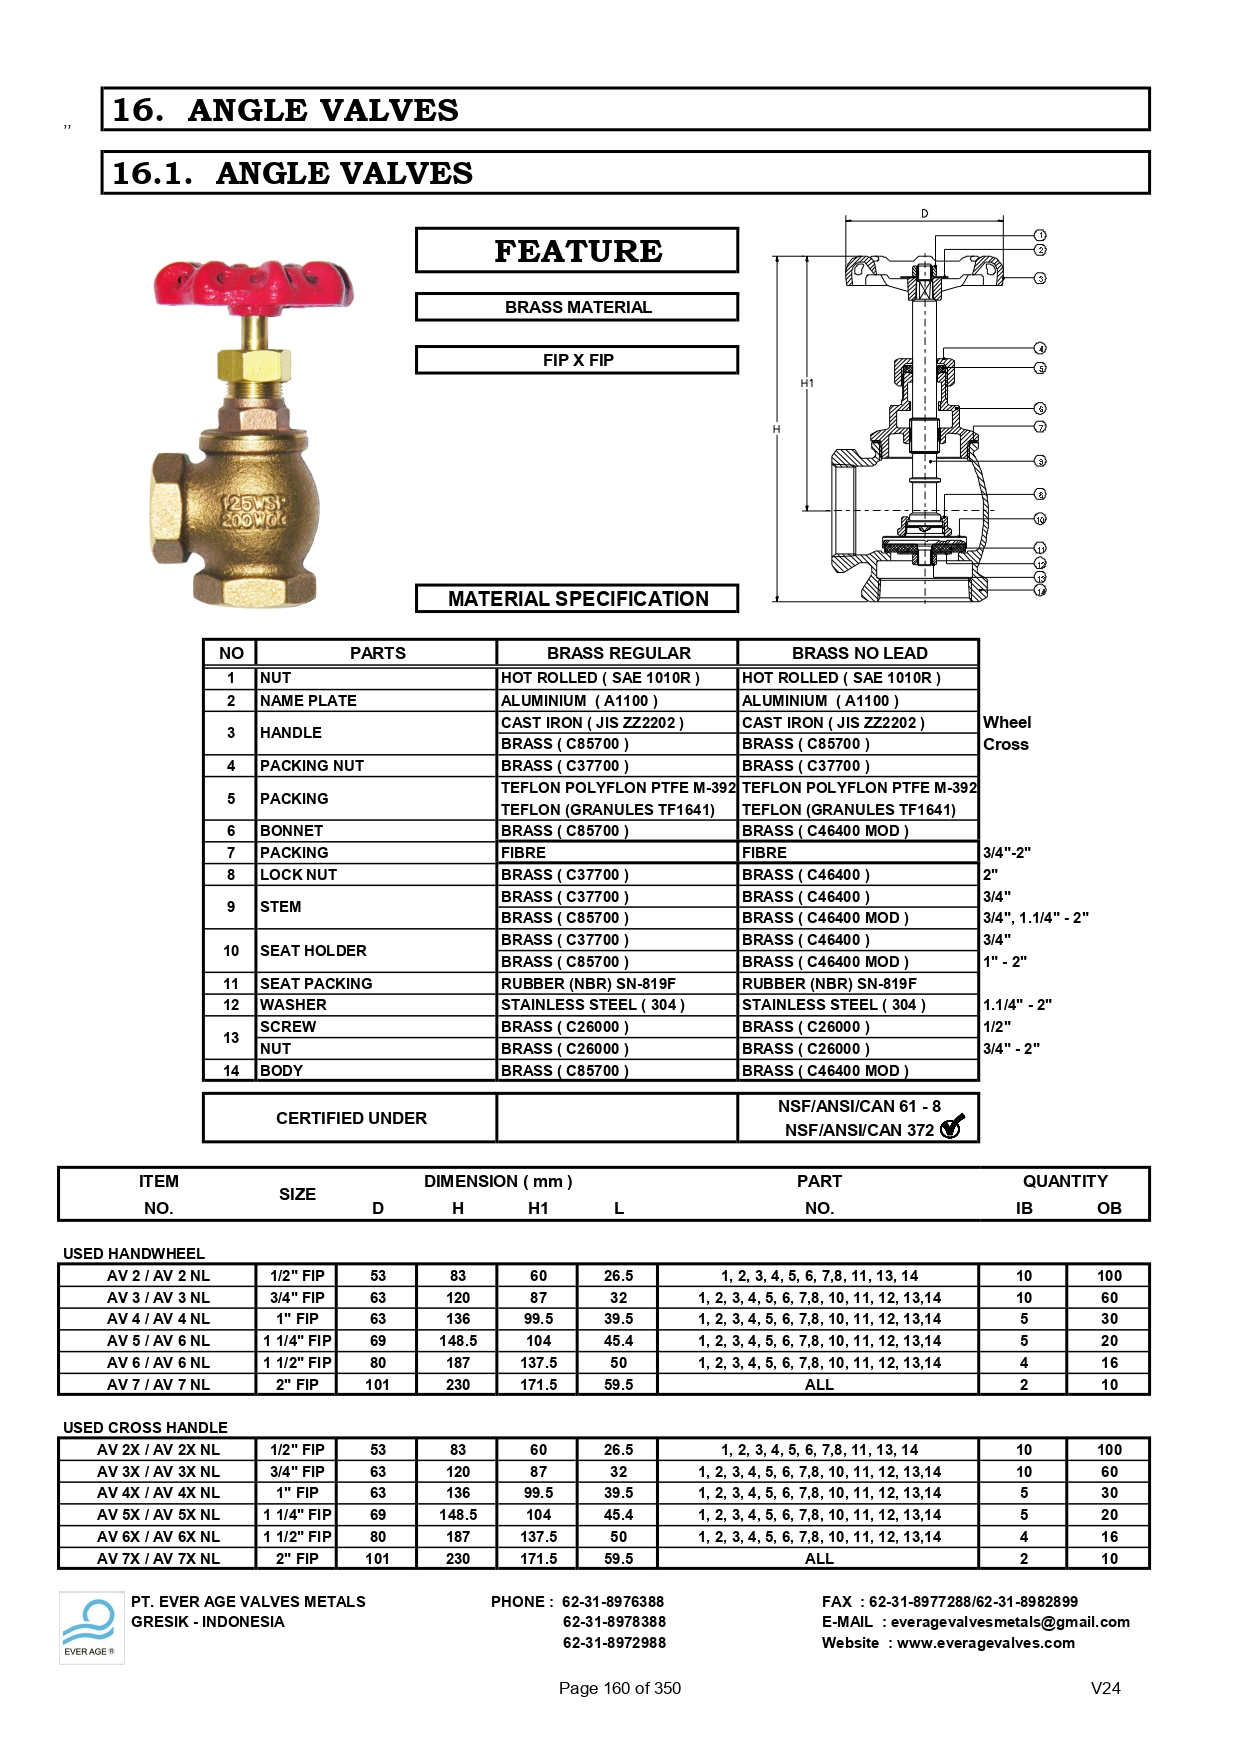 ,,
16. ANGLE VALVES
16.1. ANGLE VALVES
FEATURE
BRASS MATERIAL
FIP X FIP
125WSP
200WOG
D
H1
H
1
2
3
4
5
6
7
9
8
10
11
12
13
14
MATERIAL SPECIFICATION
NO PARTS BRASS REGULAR BRASS NO LEAD
1 NUT HOT ROLLED ( SAE 1010R ) HOT ROLLED ( SAE 1010R )
2 NAME PLATE ALUMINIUM ( A1100 ) ALUMINIUM ( A1100 )
3 HANDLE CAST IRON ( JIS ZZ2202 ) CAST IRON ( JIS ZZ2202 ) Wheel
BRASS ( C85700 ) BRASS ( C85700 ) Cross
4 PACKING NUT BRASS ( C37700 ) BRASS ( C37700 )
5 PACKING TEFLON POLYFLON PTFE M-392 TEFLON POLYFLON PTFE M-392
TEFLON (GRANULES TF1641) TEFLON (GRANULES TF1641)
6 BONNET BRASS ( C85700 ) BRASS ( C46400 MOD )
7 PACKING FIBRE FIBRE 3/4"-2"
8 LOCK NUT BRASS ( C37700 ) BRASS ( C46400 ) 2"
9 STEM BRASS ( C37700 ) BRASS ( C46400 ) 3/4"
BRASS ( C85700 ) BRASS ( C46400 MOD ) 3/4", 1.1/4" - 2"
10 SEAT HOLDER BRASS ( C37700 ) BRASS ( C46400 ) 3/4"
BRASS ( C85700 ) BRASS ( C46400 MOD ) 1" - 2"
11 SEAT PACKING RUBBER (NBR) SN-819F RUBBER (NBR) SN-819F
12 WASHER STAINLESS STEEL ( 304 ) STAINLESS STEEL ( 304 ) 1.1/4" - 2"
13 SCREW BRASS ( C26000 ) BRASS ( C26000 ) 1/2"
NUT BRASS ( C26000 ) BRASS ( C26000 ) 3/4" - 2"
14 BODY BRASS ( C85700 ) BRASS ( C46400 MOD )
CERTIFIED UNDER NSF/ANSI/CAN 61 - 8
NSF/ANSI/CAN 372
ITEM SIZE DIMENSION ( mm ) PART QUANTITY
NO. D H H1 L NO. IB OB
USED HANDWHEEL
AV 2 / AV 2 NL 1/2" FIP 53 83 60 26.5 1, 2, 3, 4, 5, 6, 7,8, 11, 13, 14 10 100
AV 3 / AV 3 NL 3/4" FIP 63 120 87 32 1, 2, 3, 4, 5, 6, 7,8, 10, 11, 12, 13,14 10 60
AV 4 / AV 4 NL 1" FIP 63 136 99.5 39.5 1, 2, 3, 4, 5, 6, 7,8, 10, 11, 12, 13,14 5 30
AV 5 / AV 6 NL 1 1/4" FIP 69 148.5 104 45.4 1, 2, 3, 4, 5, 6, 7,8, 10, 11, 12, 13,14 5 20
AV 6 / AV 6 NL 1 1/2" FIP 80 187 137.5 50 1, 2, 3, 4, 5, 6, 7,8, 10, 11, 12, 13,14 4 16
AV 7 / AV 7 NL 2" FIP 101 230 171.5 59.5 ALL 2 10
USED CROSS HANDLE
AV 2X / AV 2X NL 1/2" FIP 53 83 60 26.5 1, 2, 3, 4, 5, 6, 7,8, 11, 13, 14 10 100
AV 3X / AV 3X NL 3/4" FIP 63 120 87 32 1, 2, 3, 4, 5, 6, 7,8, 10, 11, 12, 13,14 10 60
AV 4X / AV 4X NL 1" FIP 63 136 99.5 39.5 1, 2, 3, 4, 5, 6, 7,8, 10, 11, 12, 13,14 5 30
AV 5X / AV 5X NL 1 1/4" FIP 69 148.5 104 45.4 1, 2, 3, 4, 5, 6, 7,8, 10, 11, 12, 13,14 5 20
AV 6X / AV 6X NL 1 1/2" FIP 80 187 137.5 50 1, 2, 3, 4, 5, 6, 7,8, 10, 11, 12, 13,14 4 16
AV 7X / AV 7X NL 2" FIP 101 230 171.5 59.5 ALL 2 10
EVER AGE ®
PT. EVER AGE VALVES METALS PHONE : 62-31-8976388 FAX : 62-31-8977288/62-31-8982899
GRESIK - INDONESIA 62-31-8978388 E-MAIL : everagevalvesmetals@gmail.com
62-31-8972988 Website : www.everagevalves.com
Page 160 of 350 V24